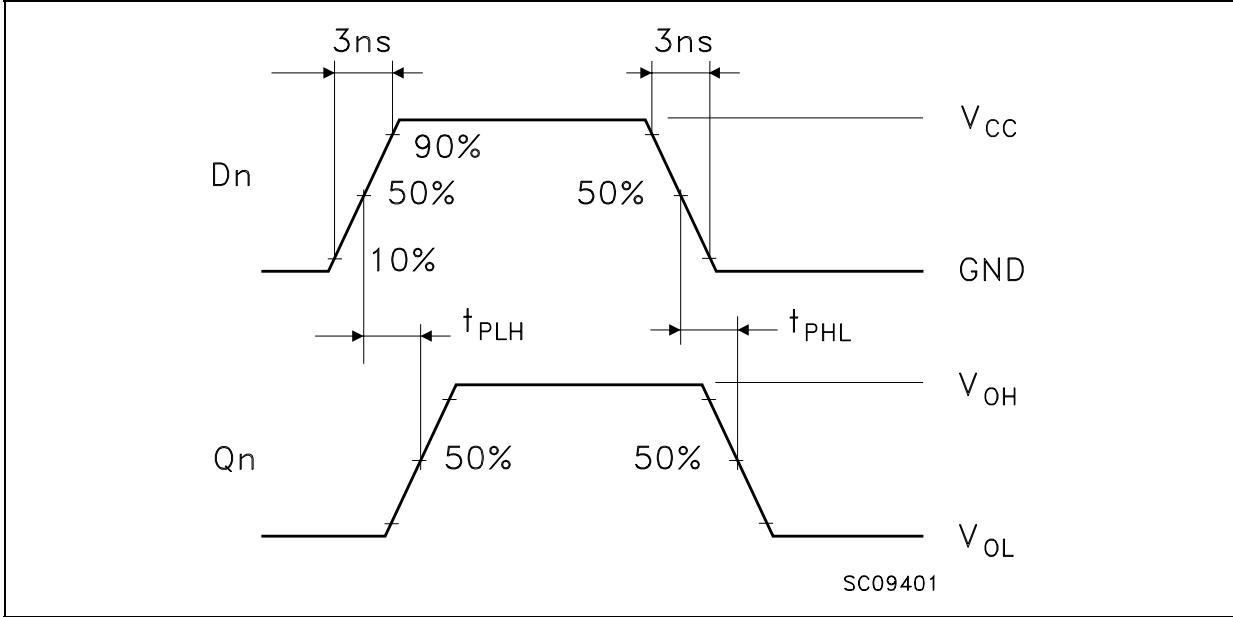 3ns 3ns
V_CC
90%
Dn 50% 50%
10% GND
t_PLH t_PHL
V_OH
Qn 50% 50%
V_OL
SC09401